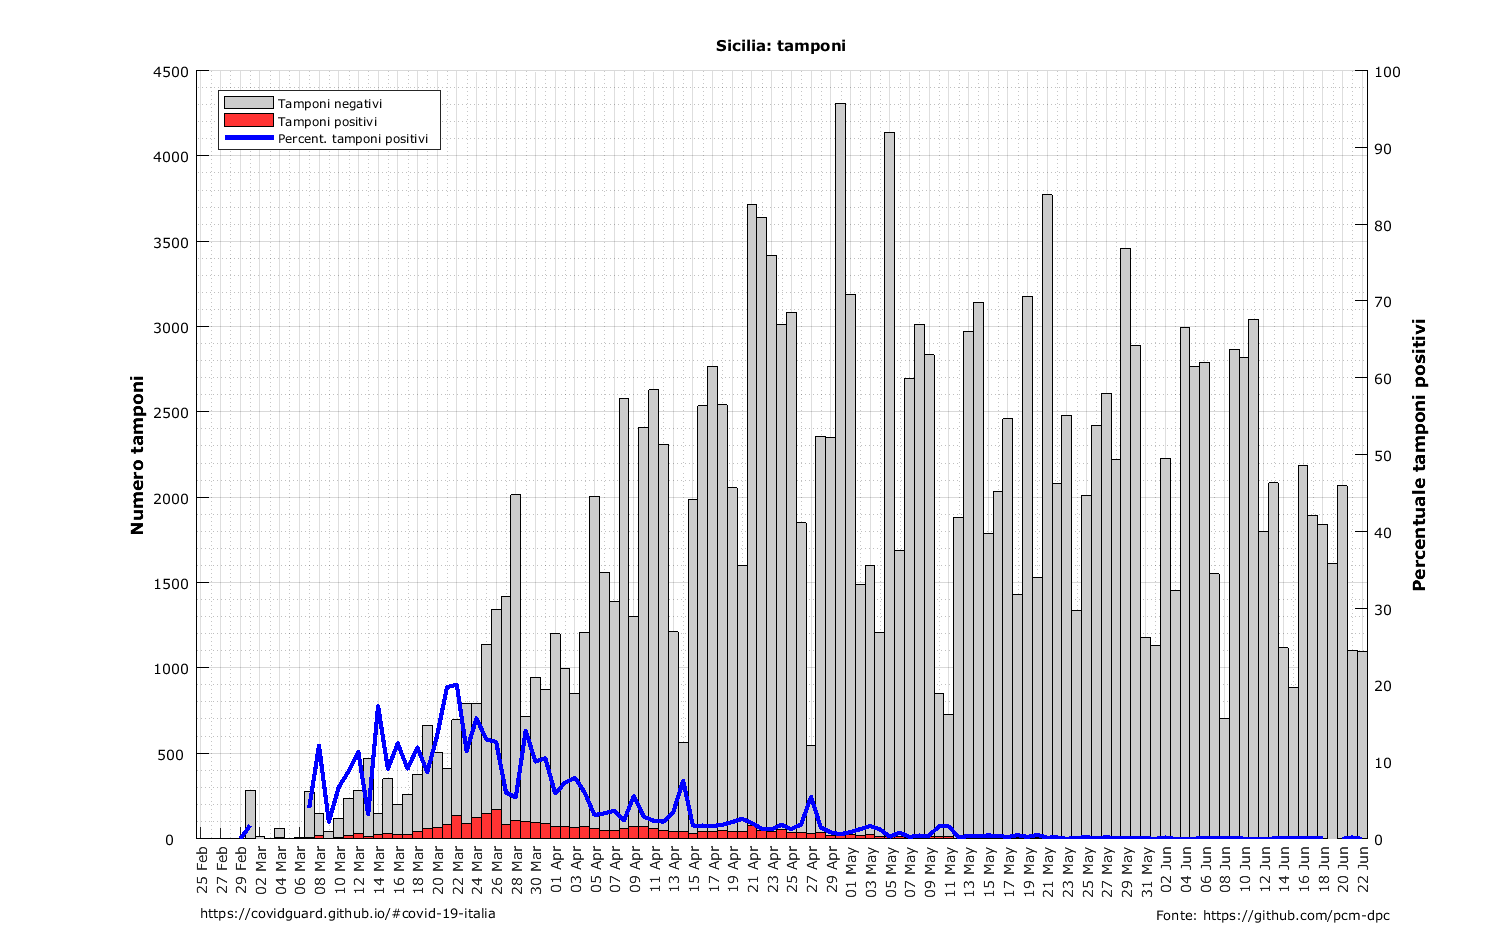 Sicilia: tamponi
Tamponi negativi
Tamponi positivi
Percent. tamponi positivi
Numero tamponi
4500
4000
3500
3000
2500
2000
1500
1000
500
0
Percentuale tamponi positivi
100
90
80
70
60
50
40
30
20
10
0
25 Feb
27 Feb
29 Feb
02 Mar
04 Mar
06 Mar
08 Mar
10 Mar
12 Mar
14 Mar
16 Mar
18 Mar
20 Mar
22 Mar
24 Mar
26 Mar
28 Mar
30 Mar
01 Apr
03 Apr
05 Apr
07 Apr
09 Apr
11 Apr
13 Apr
15 Apr
17 Apr
19 Apr
21 Apr
23 Apr
25 Apr
27 Apr
29 Apr
01 May
03 May
05 May
07 May
09 May
11 May
13 May
15 May
17 May
19 May
21 May
23 May
25 May
27 May
29 May
31 May
02 Jun
04 Jun
06 Jun
08 Jun
10 Jun
12 Jun
14 Jun
16 Jun
18 Jun
20 Jun
22 Jun
https://covidguard.github.io/#covid-19-italia
Fonte: https://github.com/pcm-dpc